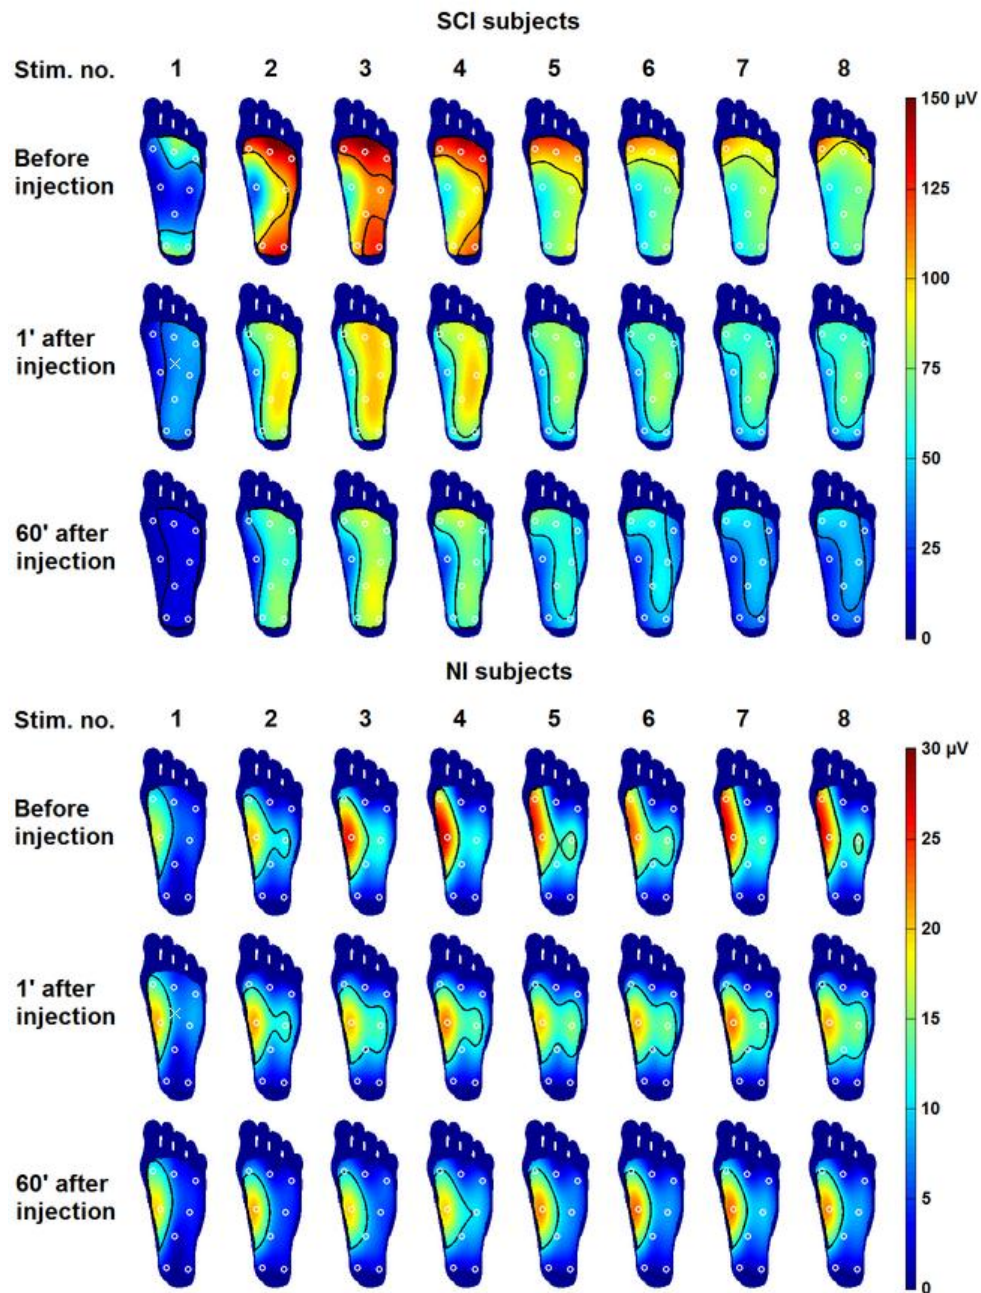 SCI subjects
Stim. no. 1 2 3 4 5 6 7 8
150 µV
Before
injection
125
1' after
injection
100
75
50
60' after
injection
25
0
NI subjects
Stim. no. 1 2 3 4 5 6 7 8
30 µV
Before
injection
25
20
1' after
injection
15
10
60' after
injection
5
0